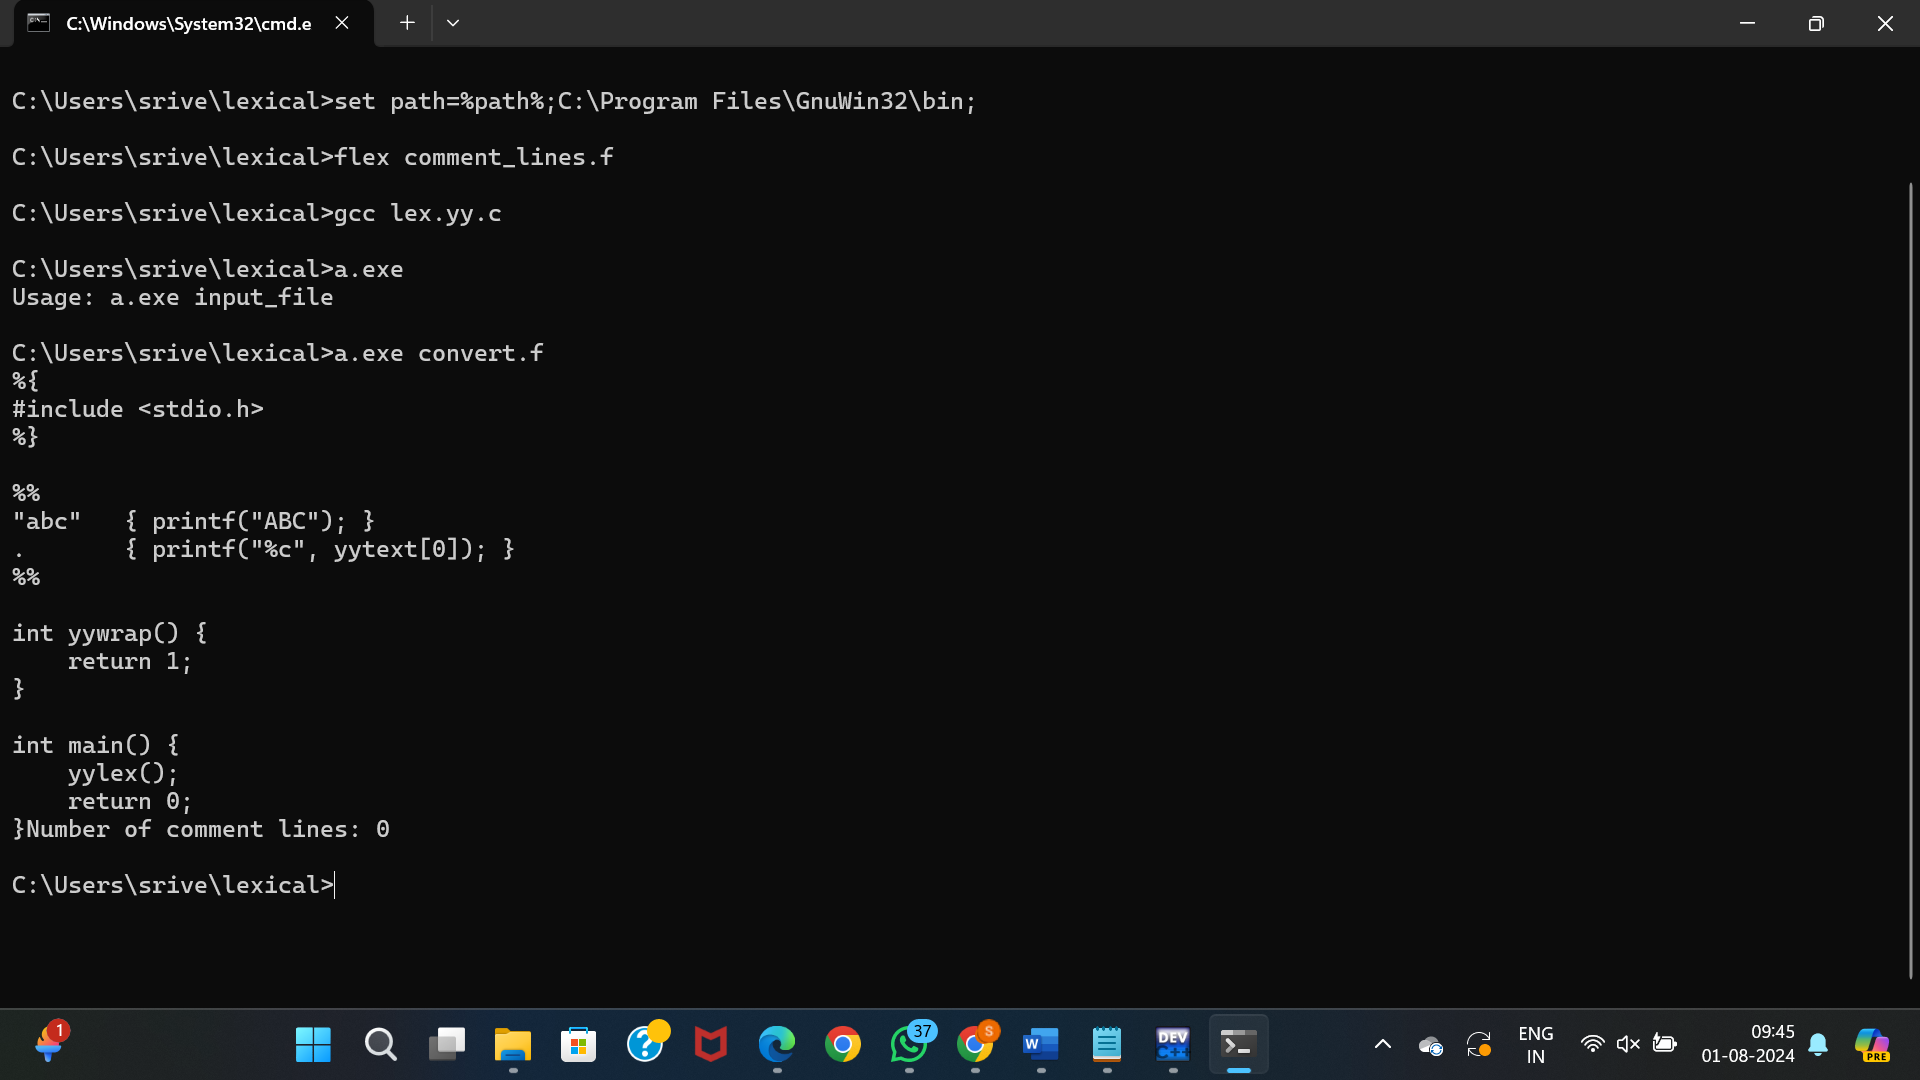 C:\Windows\System32\cmd.e
C:\Users\srive\lexical>set path=%path%;C:\Program Files\GnuWin32\bin;
C:\Users\srive\lexical>flex comment_lines.f
C:\Users\srive\lexical>gcc lex.yy.c
C:\Users\srive\lexical>a.exe
Usage: a.exe input_file
C:\Users\srive\lexical>a.exe convert.f
%{
#include <stdio.h>
%}
%%
"abc"   { printf("ABC"); }
.       { printf("%c", yytext[0]); }
%%
int yywrap() {
    return 1;
}
int main() {
    yylex();
    return 0;
}Number of comment lines: 0
C:\Users\srive\lexical>
1
37
S
W
DEV
C++
ENG
IN
09:45
01-08-2024
PRE